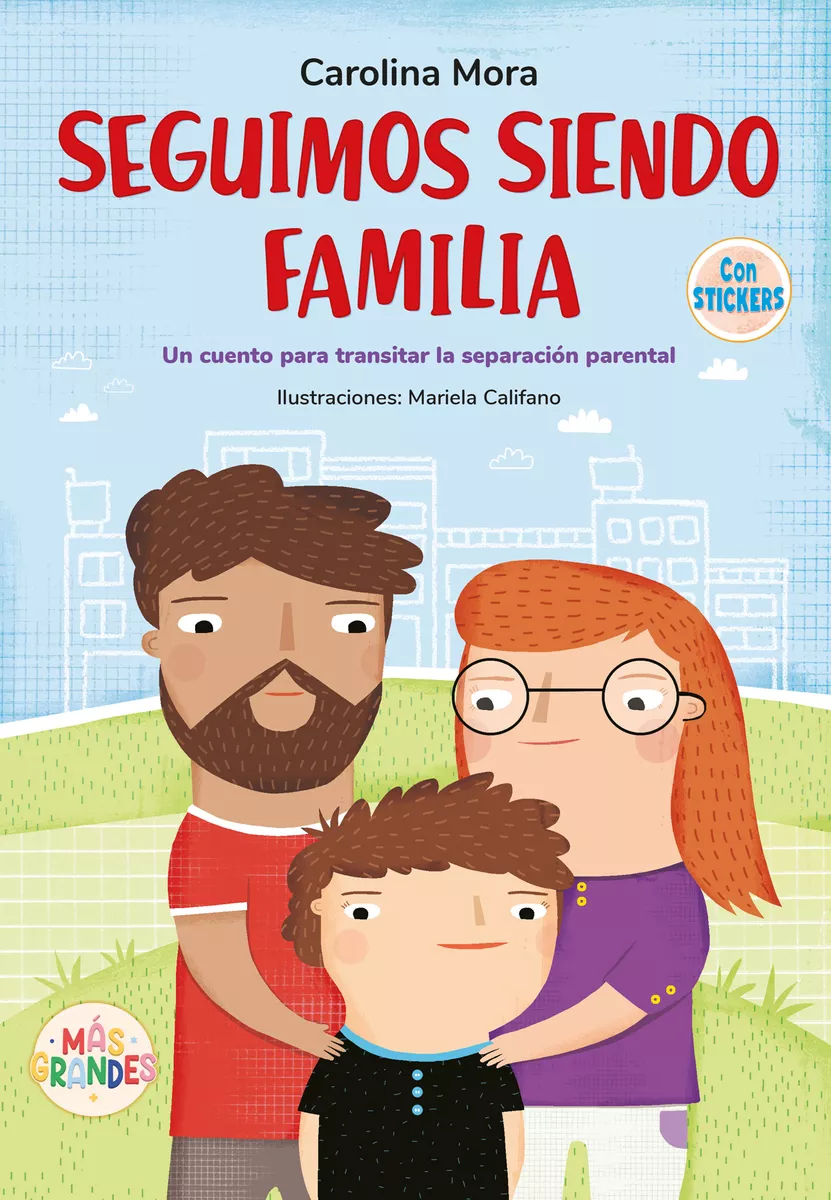 Carolina Mora
SEGUIMOS SIENDO
FAMILIA
Con
STICKERS
Un cuento para transitar la separación parental
Ilustraciones: Mariela Califano
MÁS
GRANDES